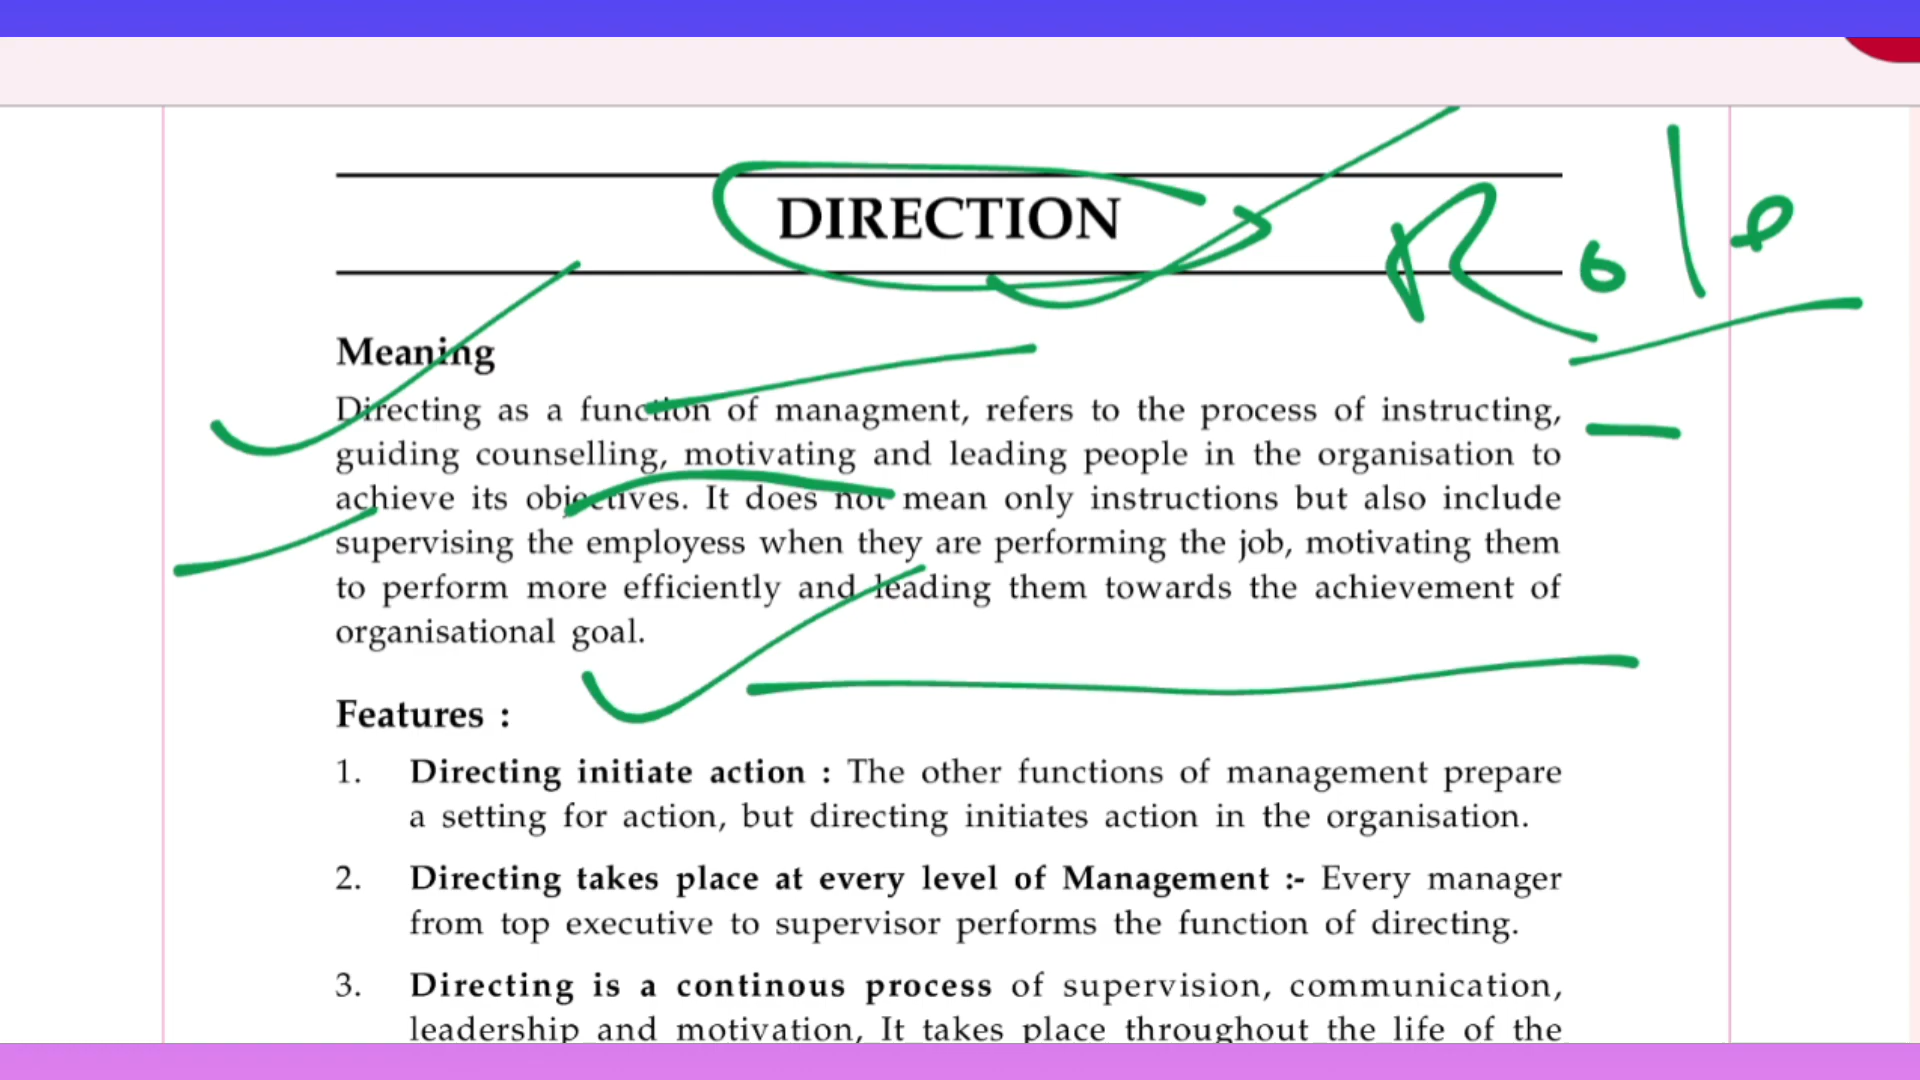 DIRECTION
Role
Meaning
Directing as a function of managment, refers to the process of instructing,
guiding counselling, motivating and leading people in the organisation to
achieve its objectives. It does not mean only instructions but also include
supervising the employess when they are performing the job, motivating them
to perform more efficiently and leading them towards the achievement of
organisational goal.
Features :
1. Directing initiate action : The other functions of management prepare
a setting for action, but directing initiates action in the organisation.
2. Directing takes place at every level of Management :- Every manager
from top executive to supervisor performs the function of directing.
3. Directing is a continous process of supervision, communication,
leadership and motivation, It takes place throughout the life of the